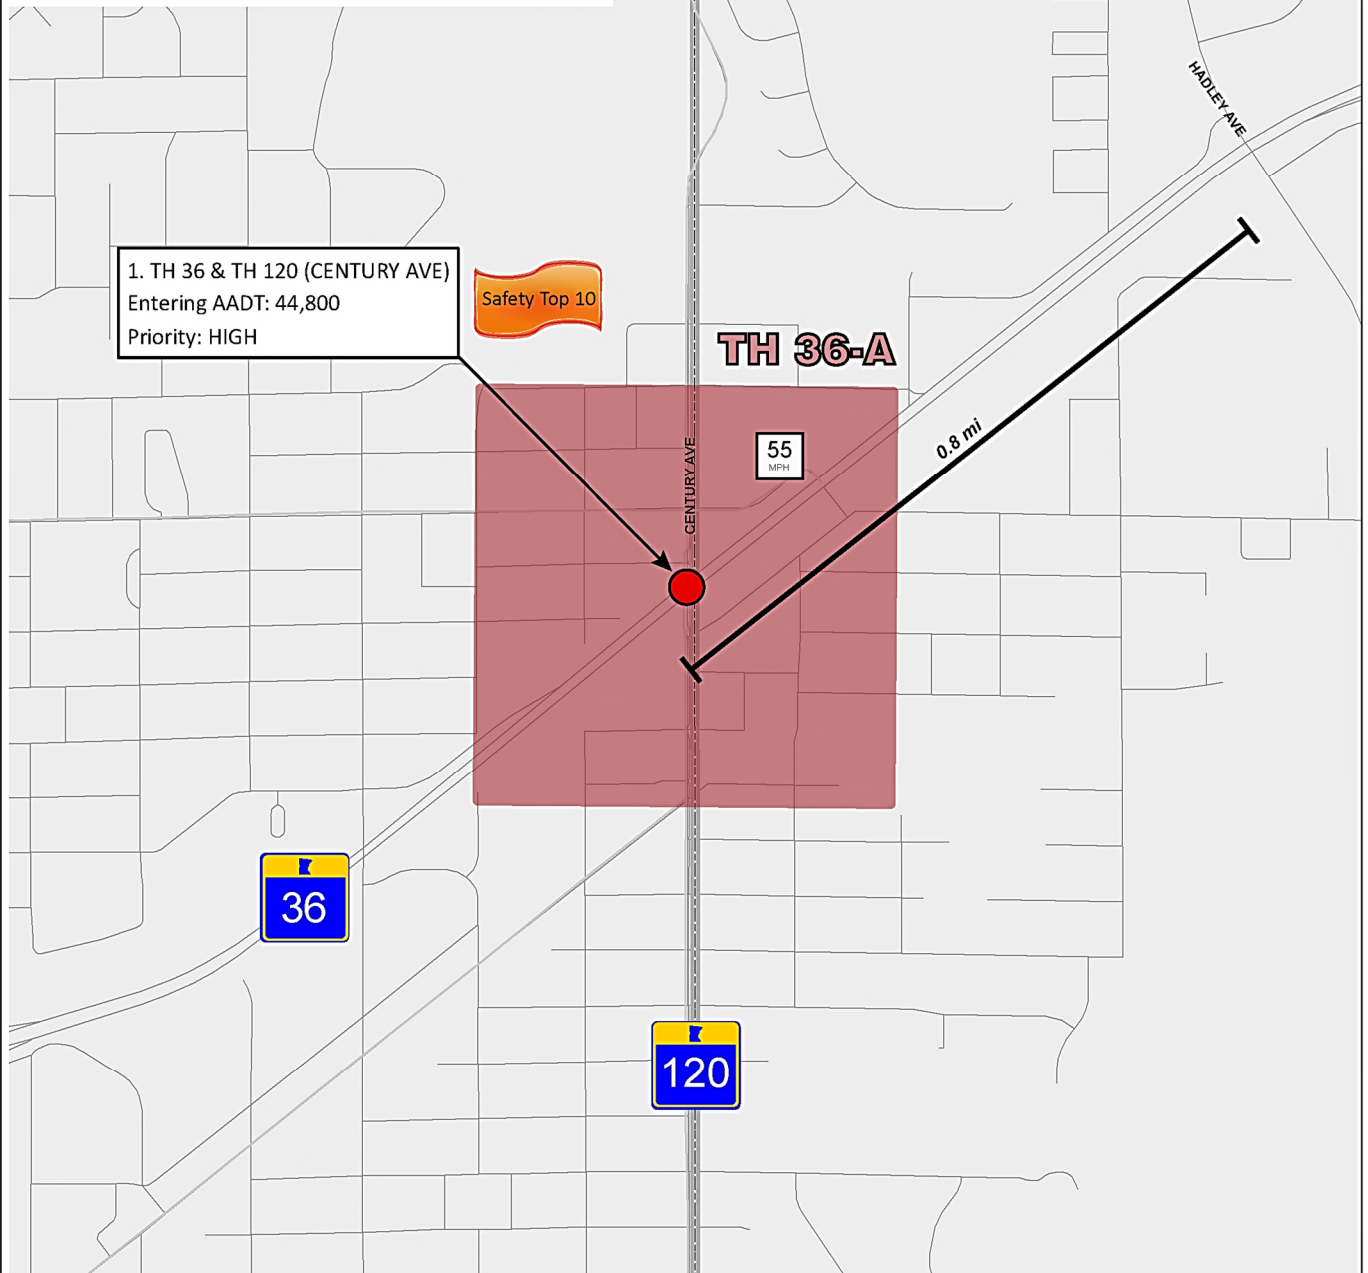 HADLEY AVE
1. TH 36 & TH 120 (CENTURY AVE)
Entering AADT: 44,800
Priority: HIGH
Safety Top 10
TH 36-A
0.8 mi
55
MPH
CENTURY AVE
36
120